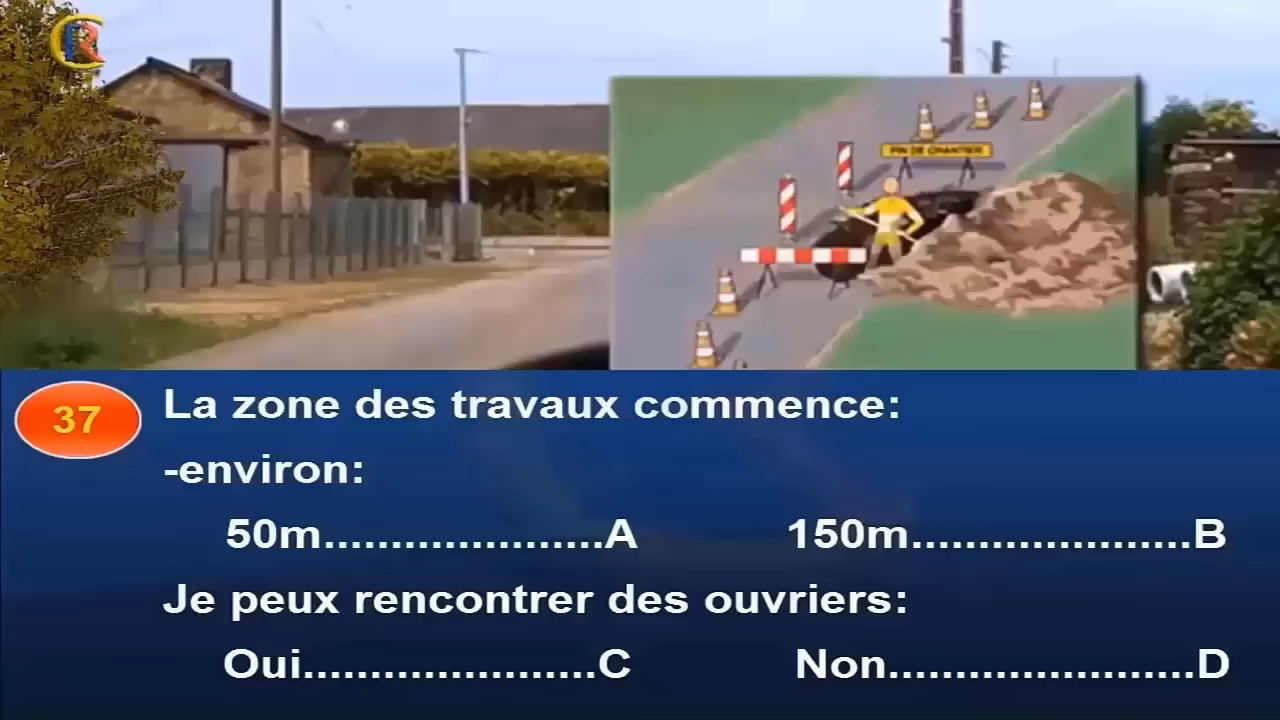 CR
FIN DE CHANTIER
37
La zone des travaux commence:
-environ:
50m.....................A 150m.....................B
Je peux rencontrer des ouvriers:
Oui......................C Non.......................D